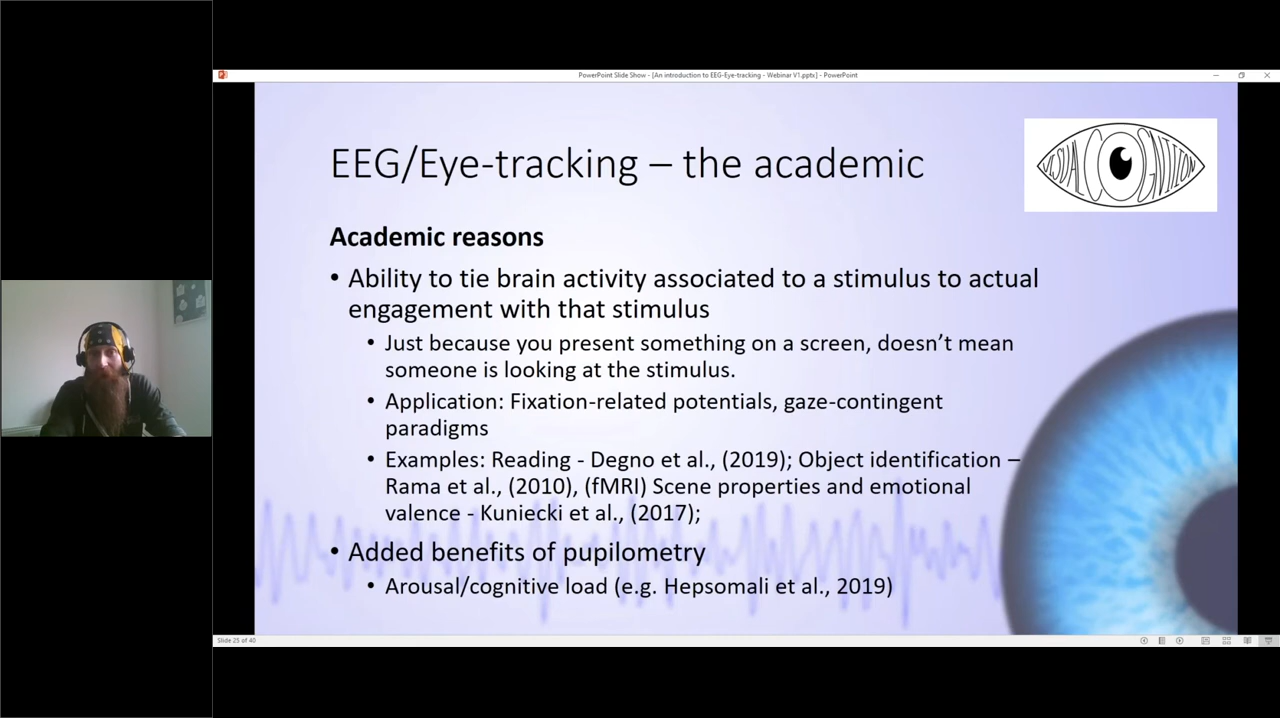 PowerPoint Slide Show - [An introduction to EEG-Eye-tracking - Webinar V1.pptx] - PowerPoint
EEG/Eye-tracking – the academic
VISUAL COGNITION
Academic reasons
• Ability to tie brain activity associated to a stimulus to actual
engagement with that stimulus
• Just because you present something on a screen, doesn’t mean
someone is looking at the stimulus.
• Application: Fixation-related potentials, gaze-contingent
paradigms
• Examples: Reading - Degno et al., (2019); Object identification –
Rama et al., (2010), (fMRI) Scene properties and emotional
valence - Kuniecki et al., (2017);
• Added benefits of pupilometry
• Arousal/cognitive load (e.g. Hepsomali et al., 2019)
Slide 25 of 40